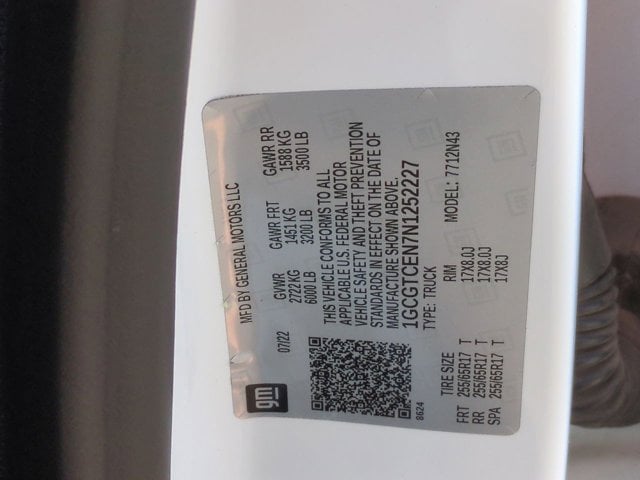 gm
MFD BY GENERAL MOTORS LLC
07/22
GVWR GAWR FRT GAWR RR
2722 KG 1451 KG 1588 KG
6000 LB 3200 LB 3500 LB
THIS VEHICLE CONFORMS TO ALL
APPLICABLE U.S. FEDERAL MOTOR
VEHICLE SAFETY AND THEFT PREVENTION
STANDARDS IN EFFECT ON THE DATE OF
MANUFACTURE SHOWN ABOVE.
1GCGTCEN7N1252227
8624
TYPE: TRUCK MODEL: 7712N43
TIRE SIZE RIM
FRT 255/65R17 T 17X8.0J
RR 255/65R17 T 17X8.0J
SPA 255/65R17 T 17X8J